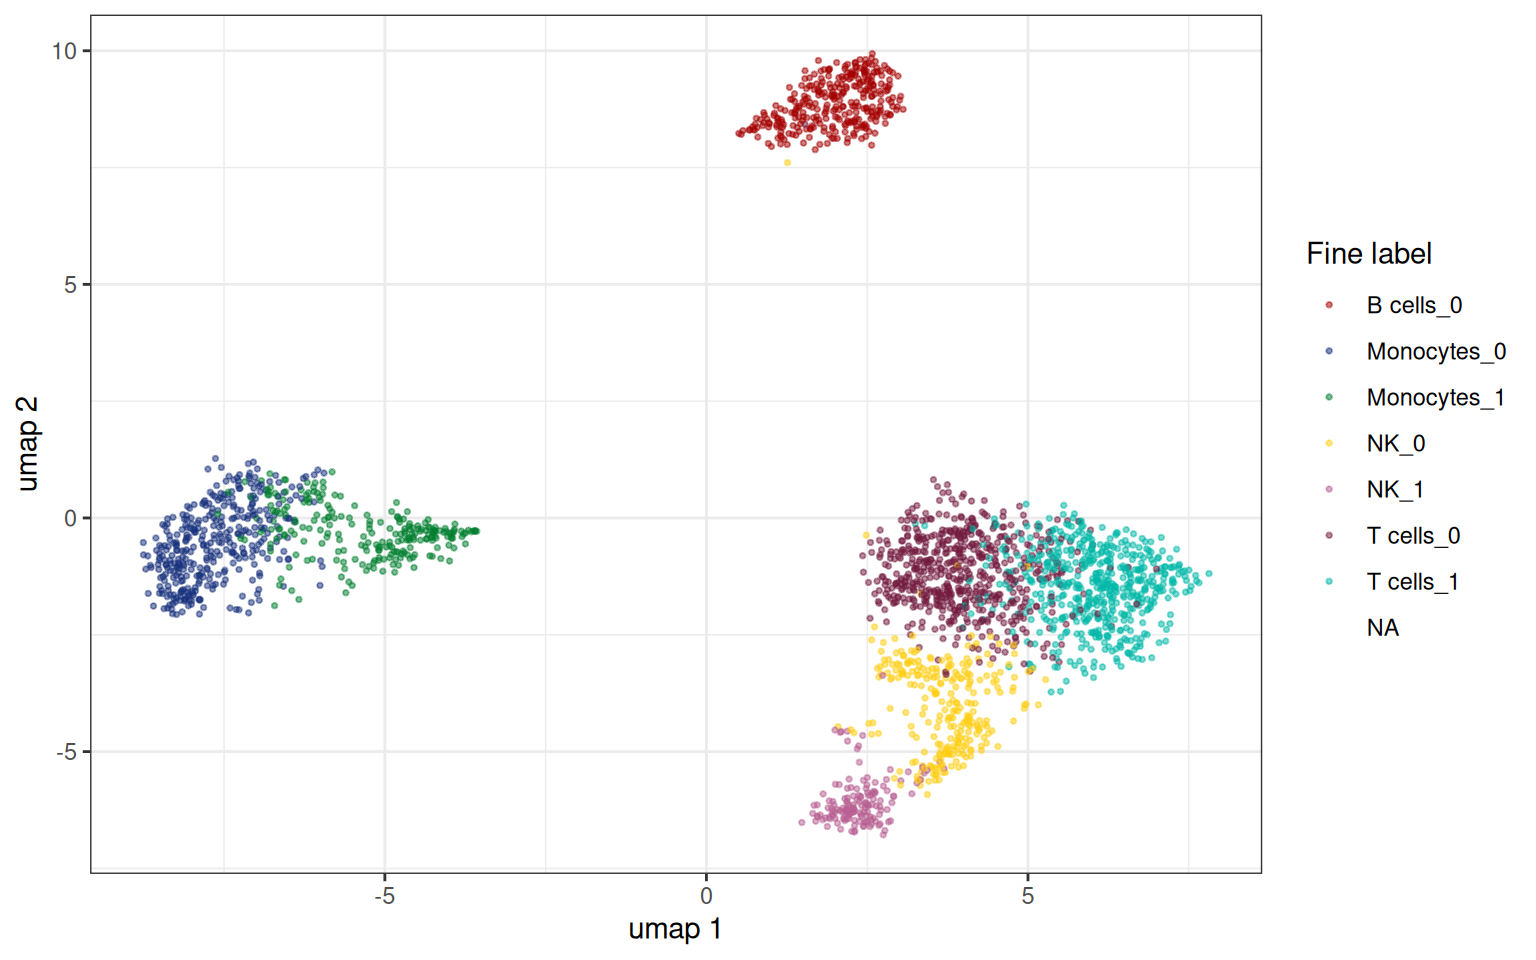 10
5
0
-5
umap 2
-5
0
5
umap 1
Fine label
B cells_0
Monocytes_0
Monocytes_1
NK_0
NK_1
T cells_0
T cells_1
NA